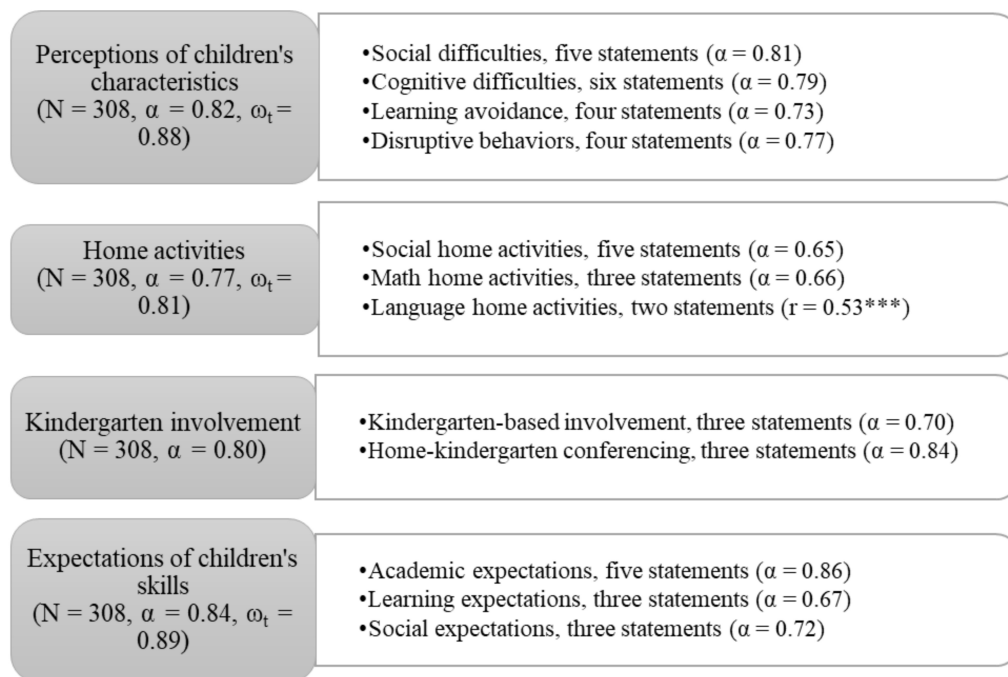 Perceptions of children's
characteristics
(N = 308, α = 0.82, ωt =
0.88)
•Social difficulties, five statements (α = 0.81)
•Cognitive difficulties, six statements (α = 0.79)
•Learning avoidance, four statements (α = 0.73)
•Disruptive behaviors, four statements (α = 0.77)
Home activities
(N = 308, α = 0.77, ωt =
0.81)
•Social home activities, five statements (α = 0.65)
•Math home activities, three statements (α = 0.66)
•Language home activities, two statements (r = 0.53***)
Kindergarten involvement
(N = 308, α = 0.80)
•Kindergarten-based involvement, three statements (α = 0.70)
•Home-kindergarten conferencing, three statements (α = 0.84)
Expectations of children's
skills
(N = 308, α = 0.84, ωt =
0.89)
•Academic expectations, five statements (α = 0.86)
•Learning expectations, three statements (α = 0.67)
•Social expectations, three statements (α = 0.72)